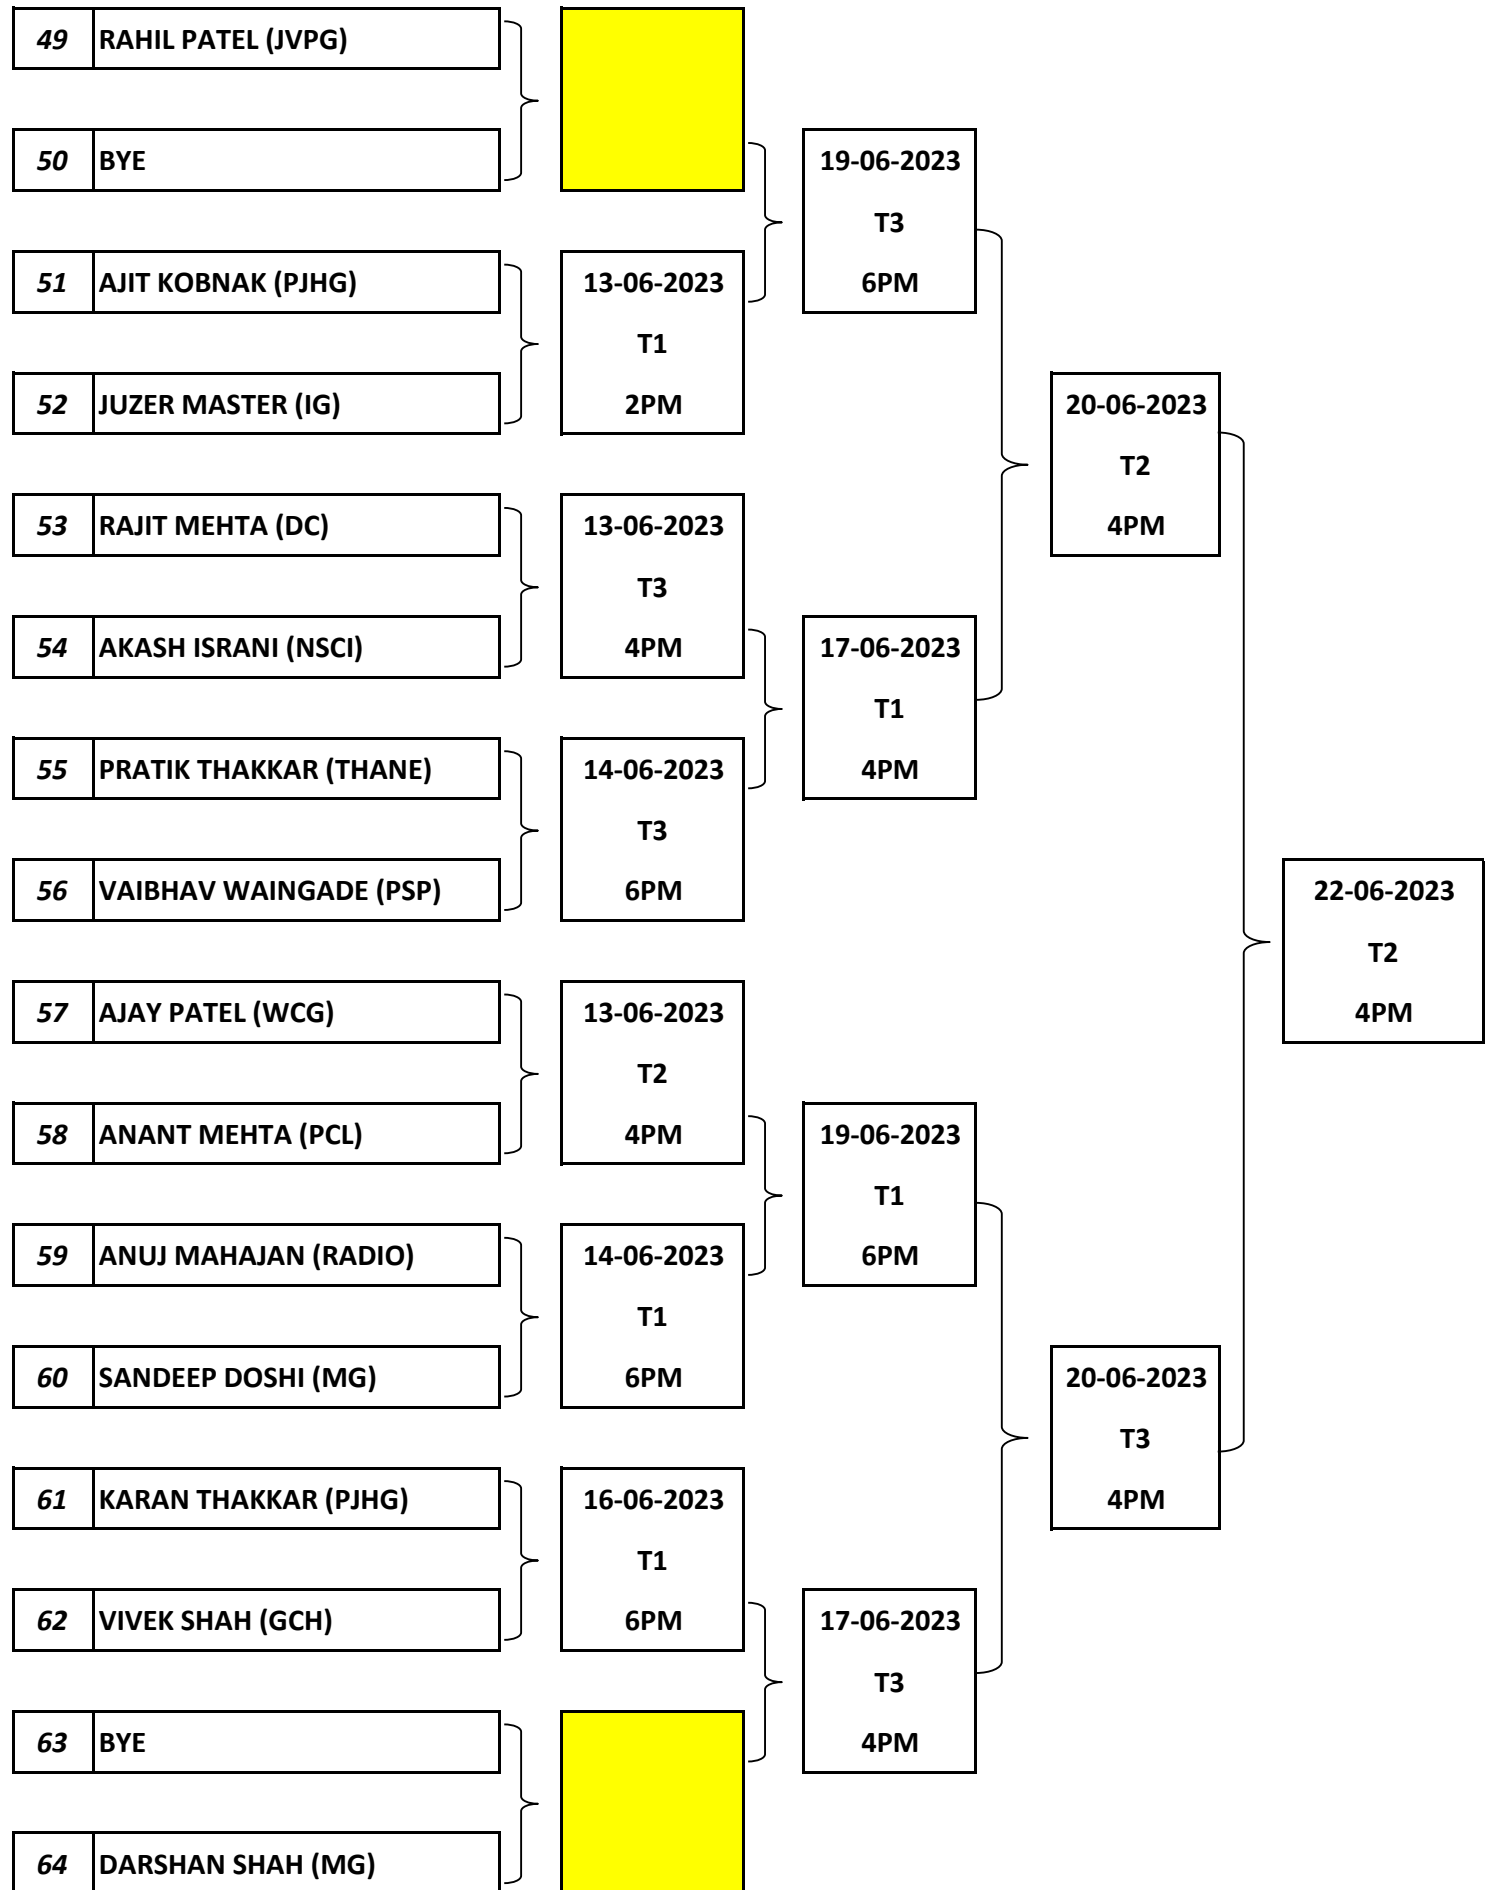 49 RAHIL PATEL (JVPG)
50 BYE 19-06-2023
T3
51 AJIT KOBNAK (PJHG) 13-06-2023 6PM
T1
52 JUZER MASTER (IG) 2PM 20-06-2023
T2
53 RAJIT MEHTA (DC) 13-06-2023 4PM
T3
54 AKASH ISRANI (NSCI) 4PM 17-06-2023
T1
55 PRATIK THAKKAR (THANE) 14-06-2023 4PM
T3
56 VAIBHAV WAINGADE (PSP) 6PM 22-06-2023
T2
57 AJAY PATEL (WCG) 13-06-2023 4PM
T2
58 ANANT MEHTA (PCL) 4PM 19-06-2023
T1
59 ANUJ MAHAJAN (RADIO) 14-06-2023 6PM
T1
60 SANDEEP DOSHI (MG) 6PM 20-06-2023
T3
61 KARAN THAKKAR (PJHG) 16-06-2023 4PM
T1
62 VIVEK SHAH (GCH) 6PM 17-06-2023
T3
63 BYE 4PM
64 DARSHAN SHAH (MG)